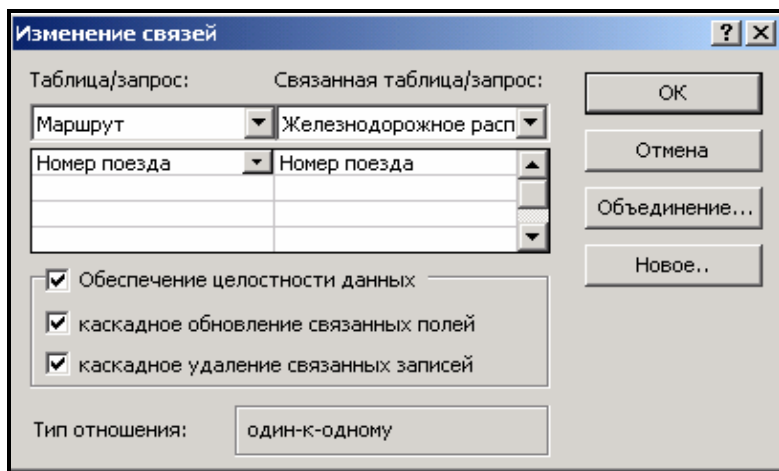 Изменение связей
Таблица/запрос: Связанная таблица/запрос:
Маршрут Железнодорожное расп
Номер поезда Номер поезда
Обеспечение целостности данных
каскадное обновление связанных полей
каскадное удаление связанных записей
Тип отношения: один-к-одному
ОК
Отмена
Объединение...
Новое..